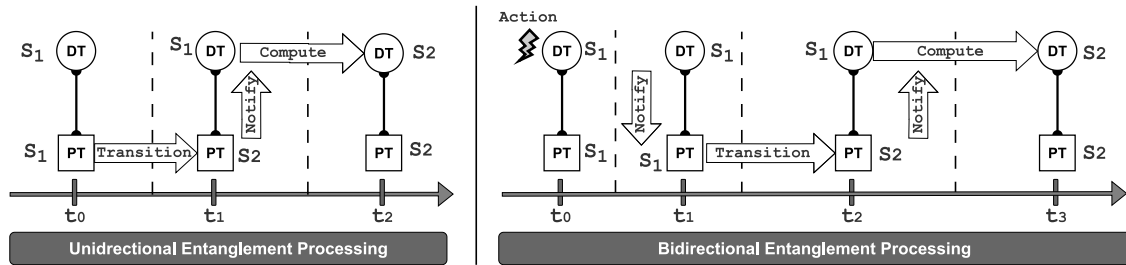 Action
S1 DT
S1 DT Compute DT S2
DT S1
DT S1
S1 DT Compute DT S2
Notify
Notify
Notify
S1 PT Transition PT S2
PT S2
PT S1
S1 PT Transition PT S2
PT S2
t0 t1 t2
t0 t1 t2 t3
Unidrectional Entanglement Processing
Bidirectional Entanglement Processing